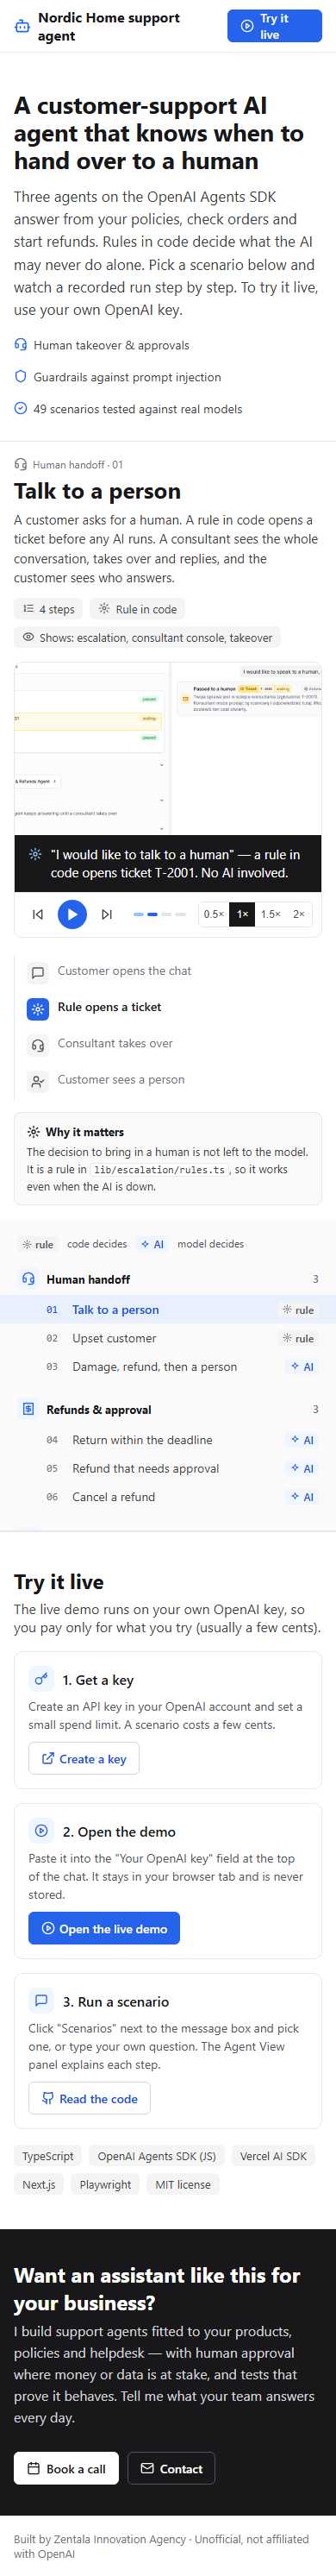 Nordic Home support
agent
Try it
live
A customer-support AI
agent that knows when to
hand over to a human
Three agents on the OpenAI Agents SDK
answer from your policies, check orders and
start refunds. Rules in code decide what the AI
may never do alone. Pick a scenario below and
watch a recorded run step by step. To try it live,
use your own OpenAI key.
Human takeover & approvals
Guardrails against prompt injection
49 scenarios tested against real models
Human handoff · 01
Talk to a person
A customer asks for a human. A rule in code opens a
ticket before any AI runs. A consultant sees the whole
conversation, takes over and replies, and the
customer sees who answers.
4 steps
Rule in code
Shows: escalation, consultant console, takeover
I would like to speak to a human,
passed
waiting
passed
& Refunds Agent >
Passed to a human
Ticket T-2001 waiting
"I would like to talk to a human" — a rule in
code opens ticket T-2001. No AI involved.
0.5×
1×
1.5×
2×
Customer opens the chat
Rule opens a ticket
Consultant takes over
Customer sees a person
Why it matters
The decision to bring in a human is not left to the model.
It is a rule in lib/escalation/rules.ts, so it works
even when the AI is down.
rule code decides AI model decides
Human handoff 3
01 Talk to a person rule
02 Upset customer rule
03 Damage, refund, then a person AI
Refunds & approval 3
04 Return within the deadline AI
05 Refund that needs approval AI
06 Cancel a refund AI
Try it live
The live demo runs on your own OpenAI key, so
you pay only for what you try (usually a few cents).
1. Get a key
Create an API key in your OpenAI account and set a
small spend limit. A scenario costs a few cents.
Create a key
2. Open the demo
Paste it into the "Your OpenAI key" field at the top
of the chat. It stays in your browser tab and is never
stored.
Open the live demo
3. Run a scenario
Click "Scenarios" next to the message box and pick
one, or type your own question. The Agent View
panel explains each step.
Read the code
TypeScript
OpenAI Agents SDK (JS)
Vercel AI SDK
Next.js
Playwright
MIT license
Want an assistant like this for
your business?
I build support agents fitted to your products,
policies and helpdesk — with human approval
where money or data is at stake, and tests that
prove it behaves. Tell me what your team answers
every day.
Book a call
Contact
Built by Zentala Innovation Agency · Unofficial, not affiliated
with OpenAI